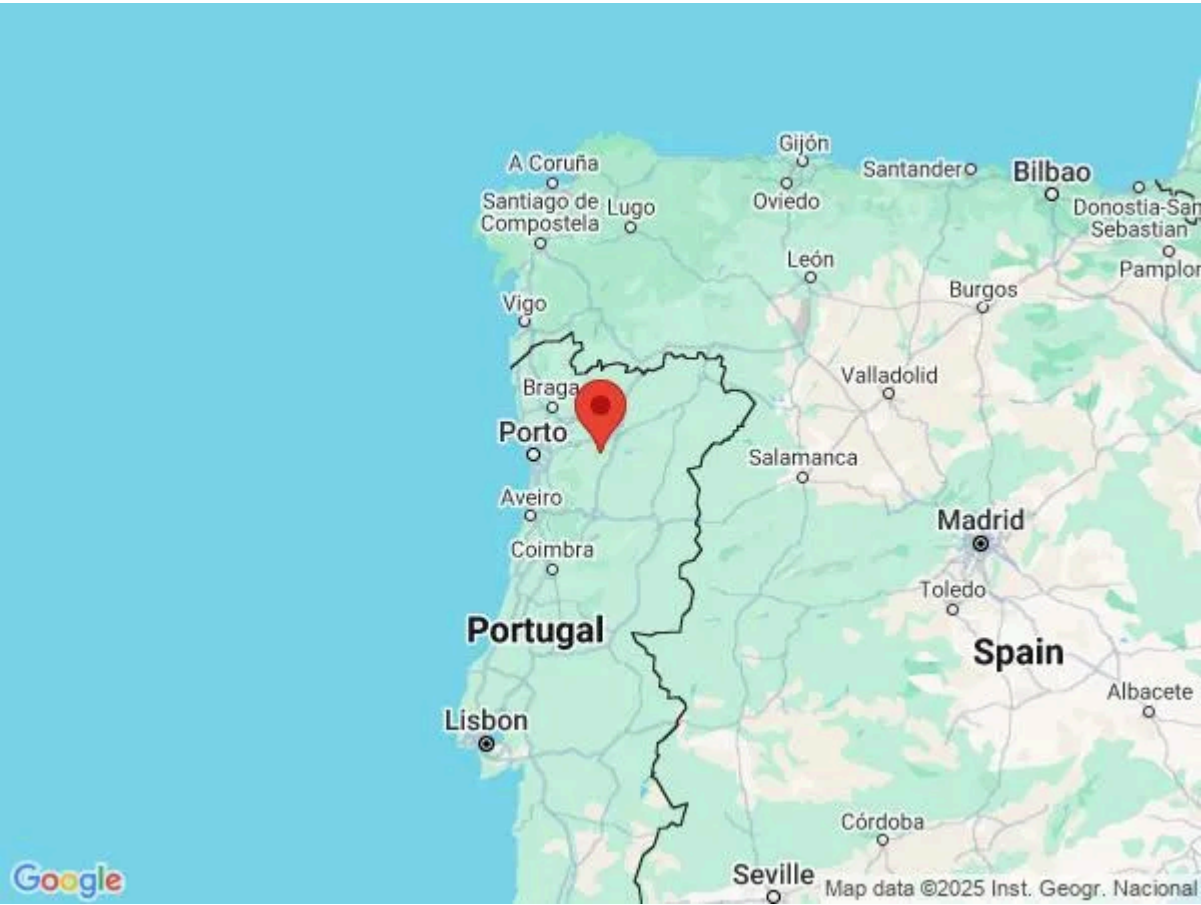 Gijón
A Coruña
Santander
Bilbao
Santiago de
Compostela
Lugo
Oviedo
Donostia-San
Sebastian
León
Pamplon
Burgos
Vigo
Valladolid
Braga
Porto
Salamanca
Aveiro
Madrid
Coimbra
Toledo
Portugal
Spain
Albacete
Lisbon
Córdoba
Seville
Google
Map data ©2025 Inst. Geogr. Nacional